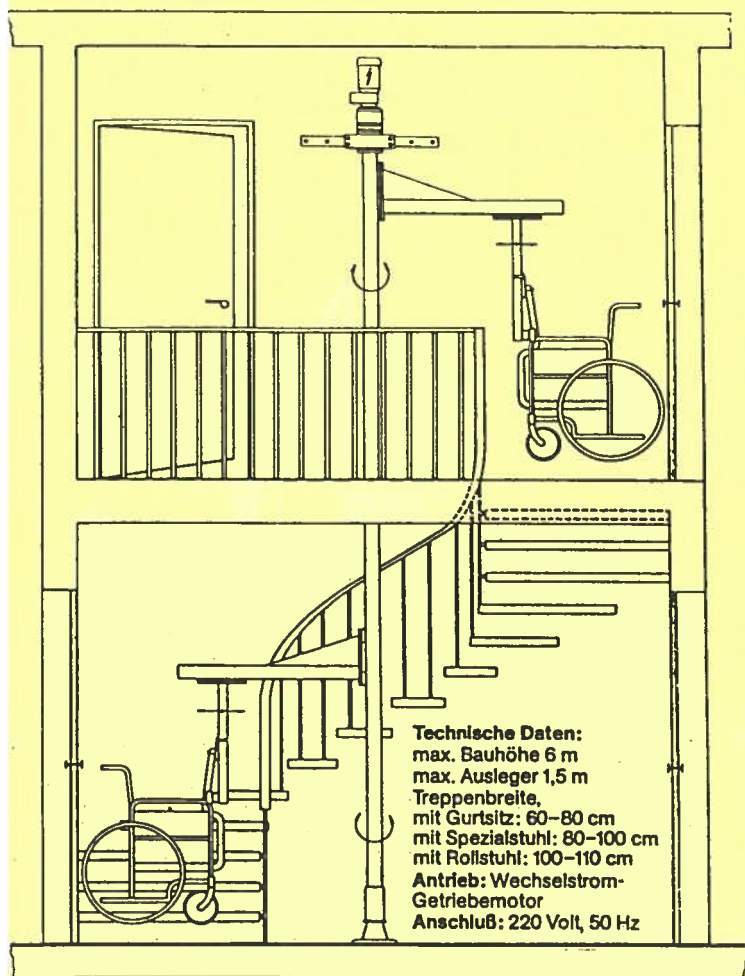 Technische Daten:
max. Bauhöhe 6 m
max. Ausleger 1,5 m
Treppenbreite,
mit Gurtsitz: 60–80 cm
mit Spezialstuhl: 80–100 cm
mit Rollstuhl: 100–110 cm
Antrieb: Wechselstrom-
Getriebemotor
Anschluß: 220 Volt, 50 Hz